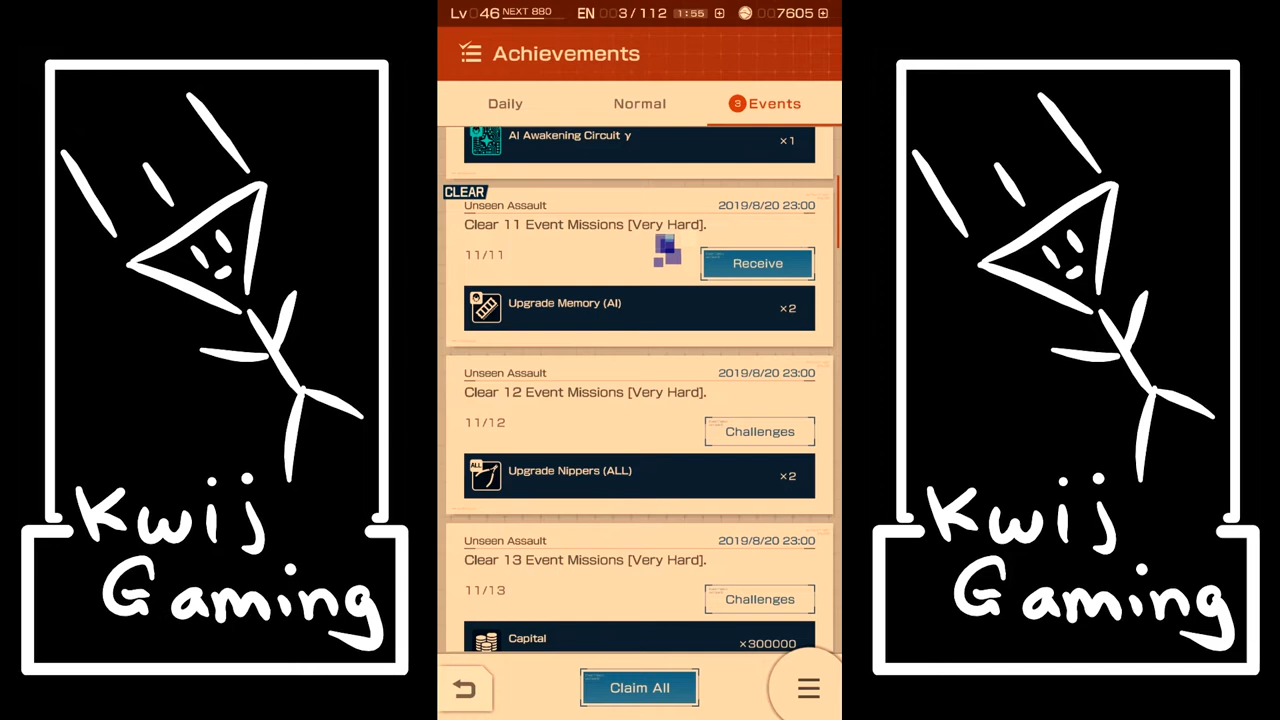 Lv 046 NEXT 880 EN 003/112 1:55 007605
Achievements
Daily Normal 3 Events
AI Awakening Circuit γ ×1
CLEAR
Unseen Assault 2019/8/20 23:00
Clear 11 Event Missions [Very Hard].
11/11 Receive
Upgrade Memory (AI) ×2
Unseen Assault 2019/8/20 23:00
Clear 12 Event Missions [Very Hard].
11/12 Challenges
ALL
Upgrade Nippers (ALL) ×2
Unseen Assault 2019/8/20 23:00
Clear 13 Event Missions [Very Hard].
11/13 Challenges
Capital ×300000
Claim All
Kwij
Gaming
Kwij
Gaming